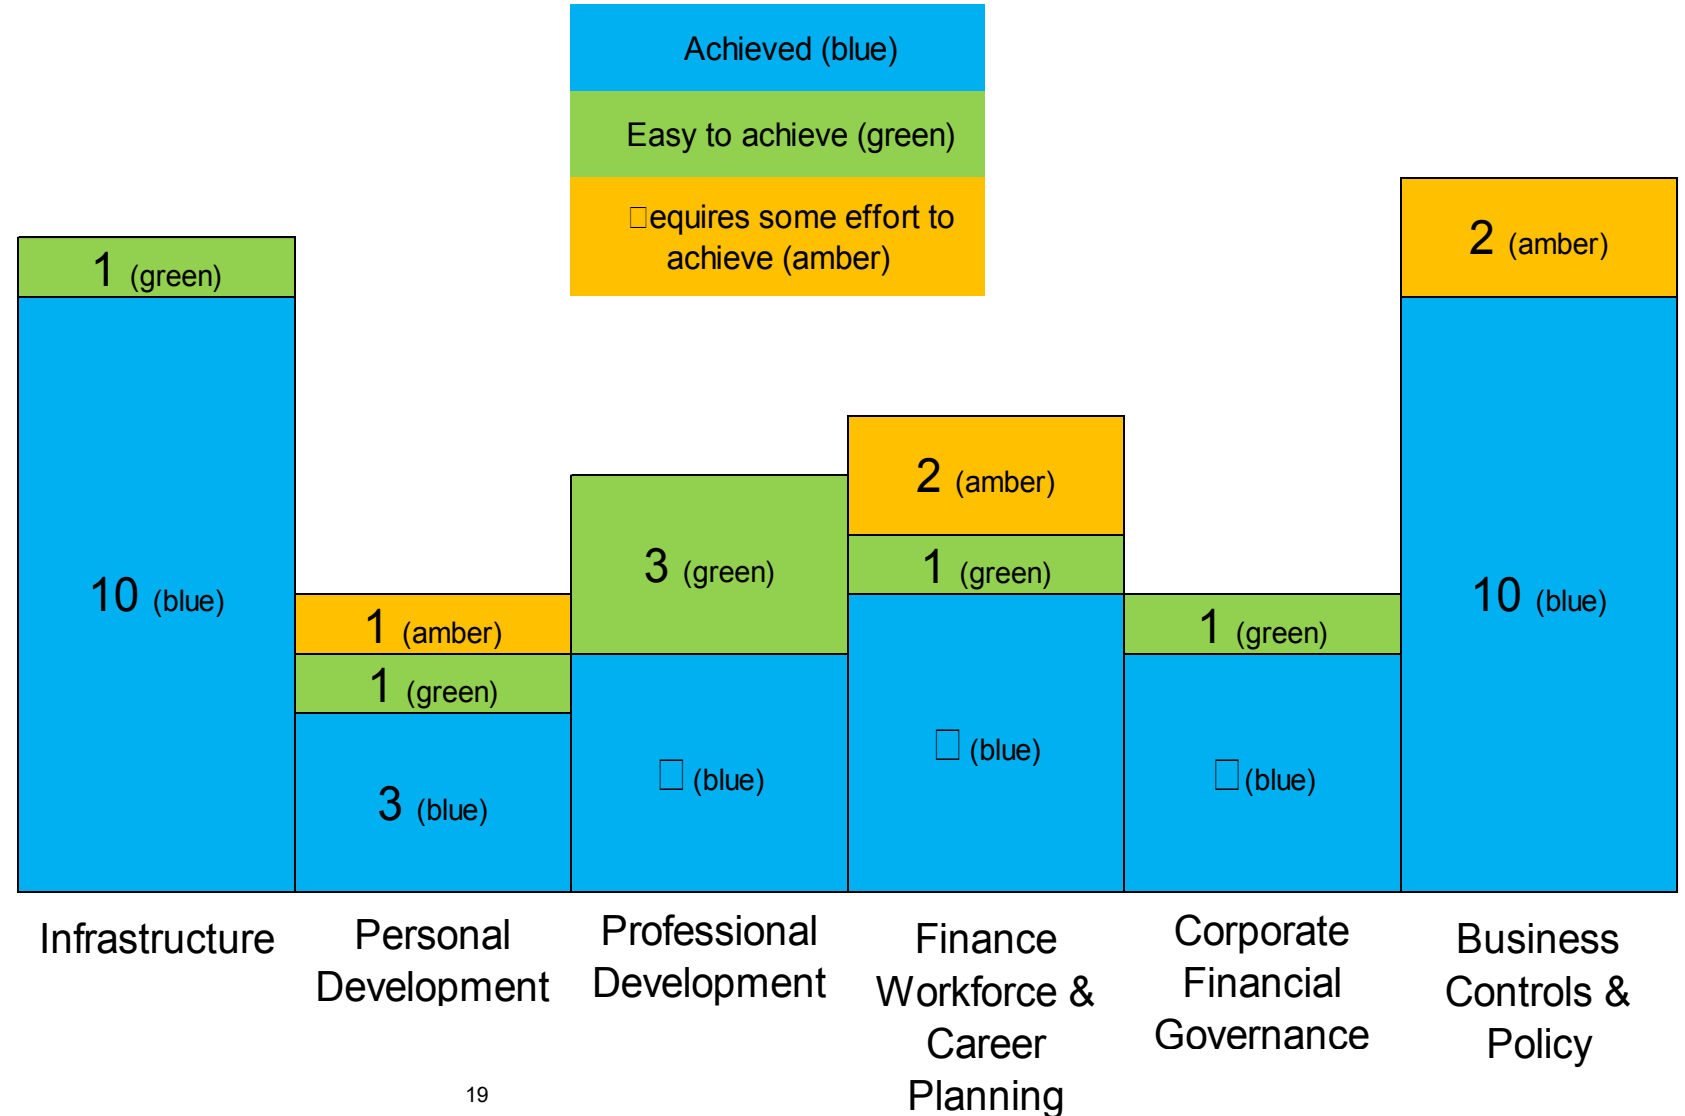 Achieved (blue)
Easy to achieve (green)
□equires some effort to
achieve (amber)
1 (green)
10 (blue)
1 (amber)
1 (green)
3 (blue)
3 (green)
□ (blue)
2 (amber)
1 (green)
□ (blue)
1 (green)
□ (blue)
2 (amber)
10 (blue)
Infrastructure
Personal
Development
Professional
Development
Finance
Workforce &
Career
Planning
Corporate
Financial
Governance
Business
Controls &
Policy
19